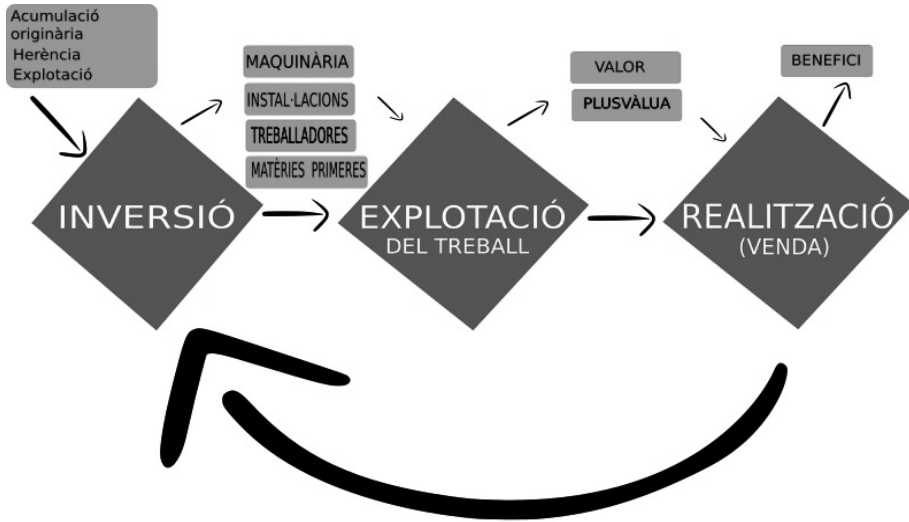 Acumulació
originària
Herència
Explotació
MAQUINÀRIA
INSTAL·LACIONS
TREBALLADORES
MATÈRIES PRIMERES
VALOR
PLUSVÀLUA
BENEFICI
INVERSIÓ
EXPLOTACIÓ
DEL TREBALL
REALITZACIÓ
(VENDA)